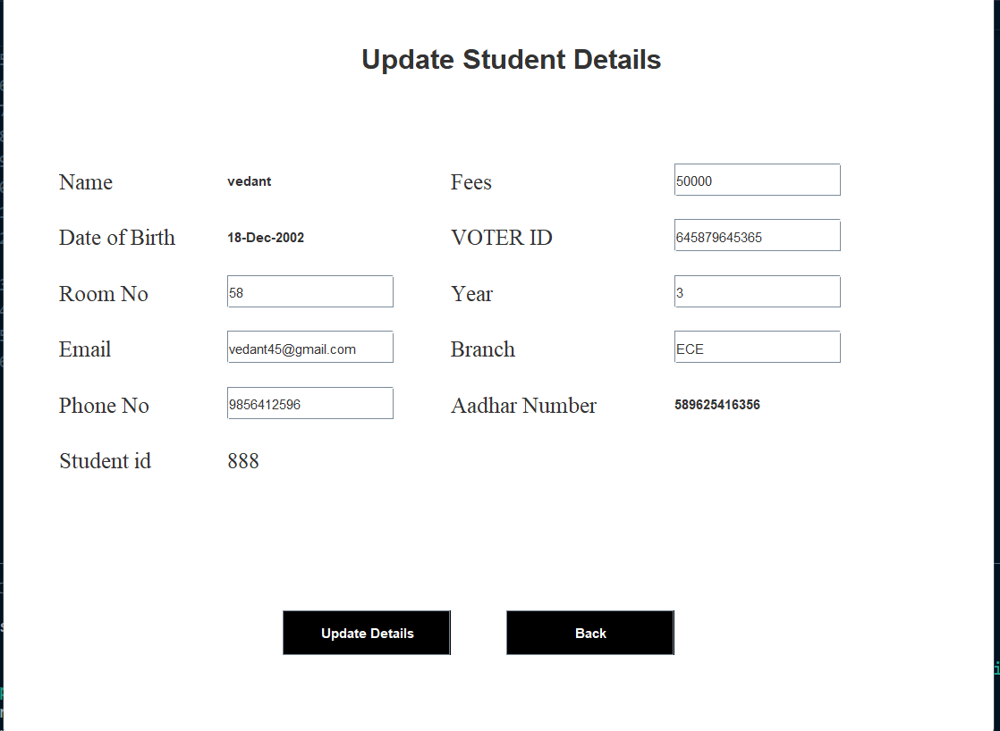 Update Student Details
Name vedant Fees 50000
Date of Birth 18-Dec-2002 VOTER ID 645879645365
Room No 58 Year 3
Email vedant45@gmail.com Branch ECE
Phone No 9856412596 Aadhar Number 589625416356
Student id 888
Update Details Back